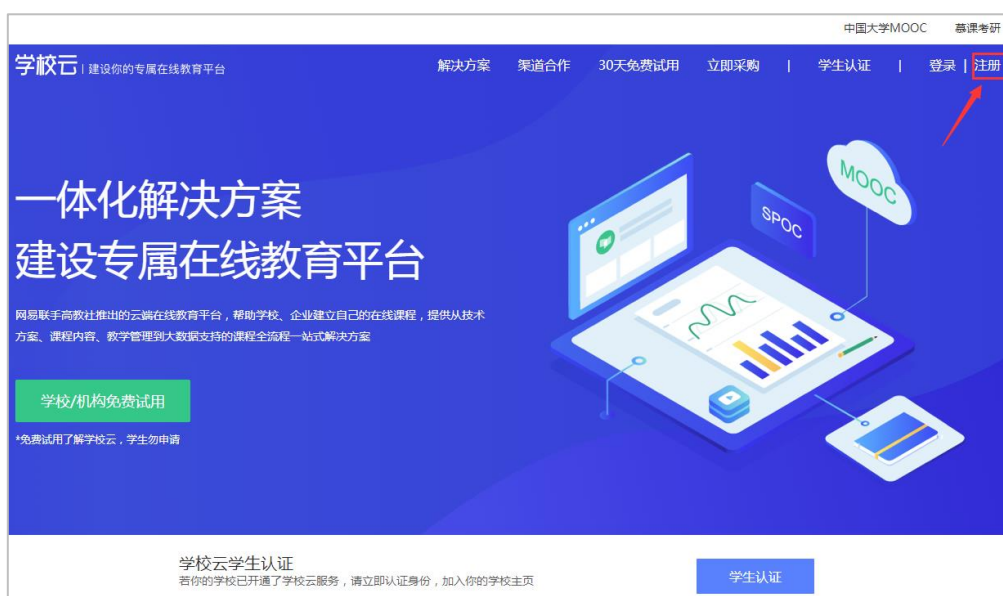 中国大学MOOC 慕课考研
学校云 | 建设你的专属在线教育平台 解决方案 渠道合作 30天免费试用 立即采购 | 学生认证 | 登录 | 注册
一体化解决方案
建设专属在线教育平台
网易联手高教社推出的云端在线教育平台，帮助学校、企业建立自己的在线课程，提供从技术
方案、课程内容、教学管理到大数据支持的课程全流程一站式解决方案
MOOC
SPOC
学校/机构免费试用
*免费试用了解学校云，学生勿申请
学校云学生认证
若你的学校已开通了学校云服务，请立即认证身份，加入你的学校主页
学生认证